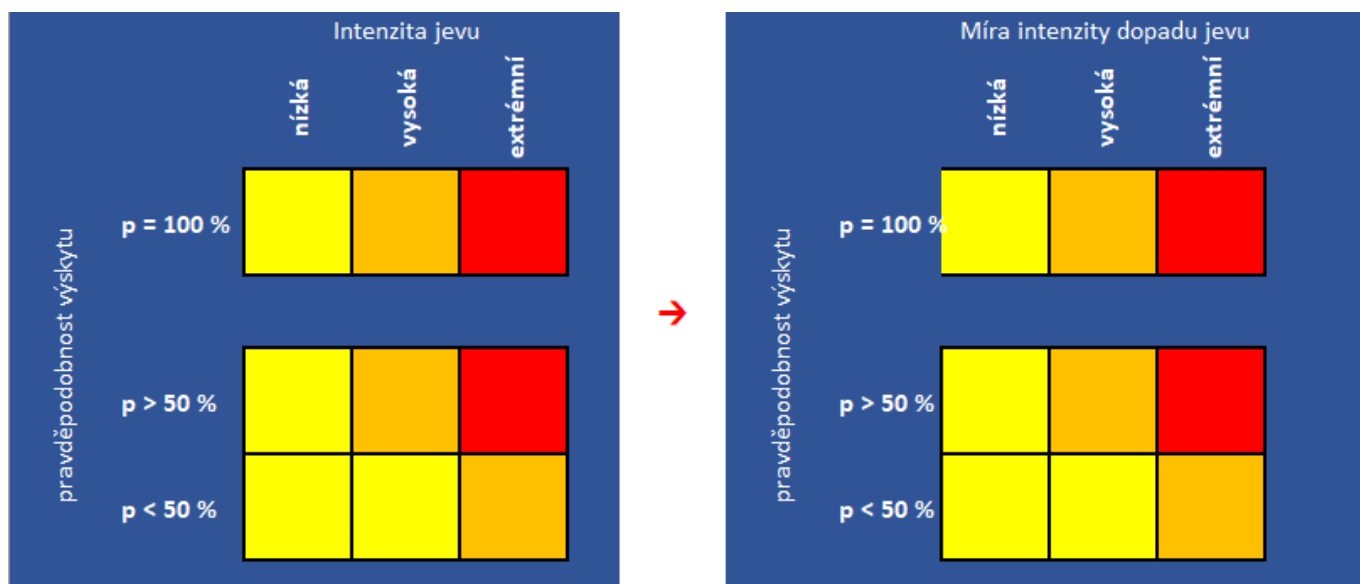 Intenzita jevu
nízká
vysoká
extrémní
pravděpodobnost výskytu
p = 100 %
p > 50 %
p < 50 %
➔
Míra intenzity dopadu jevu
nízká
vysoká
extrémní
pravděpodobnost výskytu
p = 100 %
p > 50 %
p < 50 %